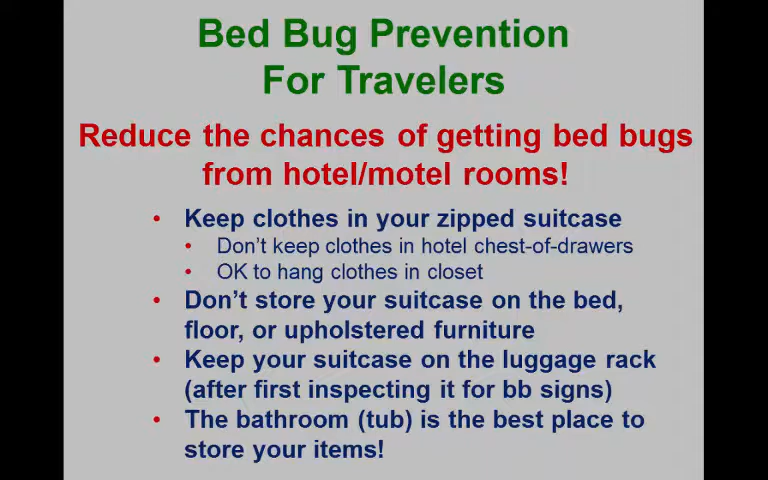 Bed Bug Prevention
For Travelers
Reduce the chances of getting bed bugs
from hotel/motel rooms!
• Keep clothes in your zipped suitcase
• Don't keep clothes in hotel chest-of-drawers
• OK to hang clothes in closet
• Don't store your suitcase on the bed,
floor, or upholstered furniture
• Keep your suitcase on the luggage rack
(after first inspecting it for bb signs)
• The bathroom (tub) is the best place to
store your items!